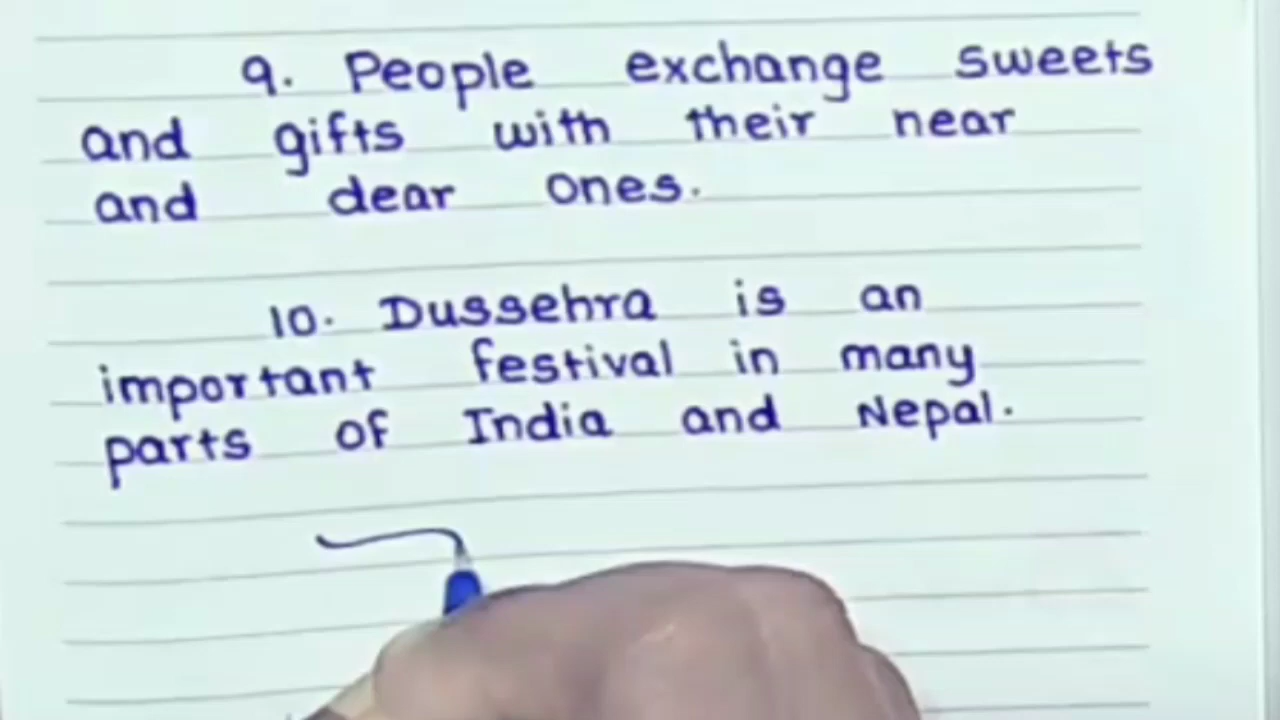 9. People exchange sweets
and gifts with their near
and dear ones.
10. Dussehra is an
important festival in many
parts of India and Nepal.